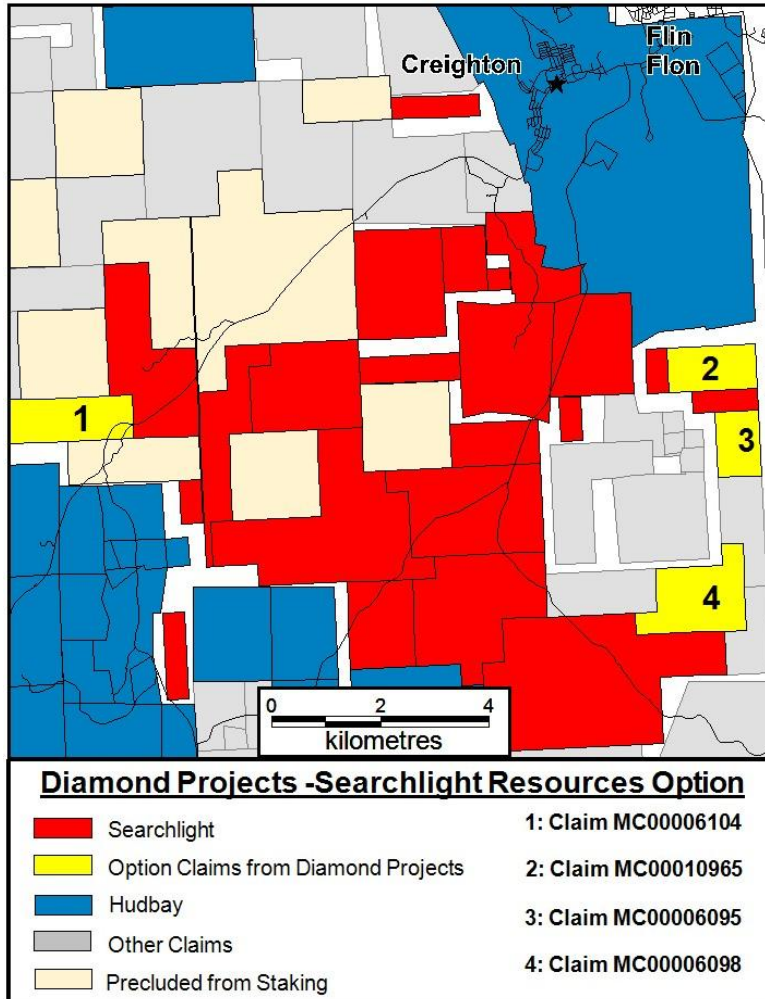 Flin
Flon
Creighton
1
2
3
4
0 2 4
kilometres
Diamond Projects -Searchlight Resources Option
Searchlight
Option Claims from Diamond Projects
Hudbay
Other Claims
Precluded from Staking
1: Claim MC00006104
2: Claim MC00010965
3: Claim MC00006095
4: Claim MC00006098